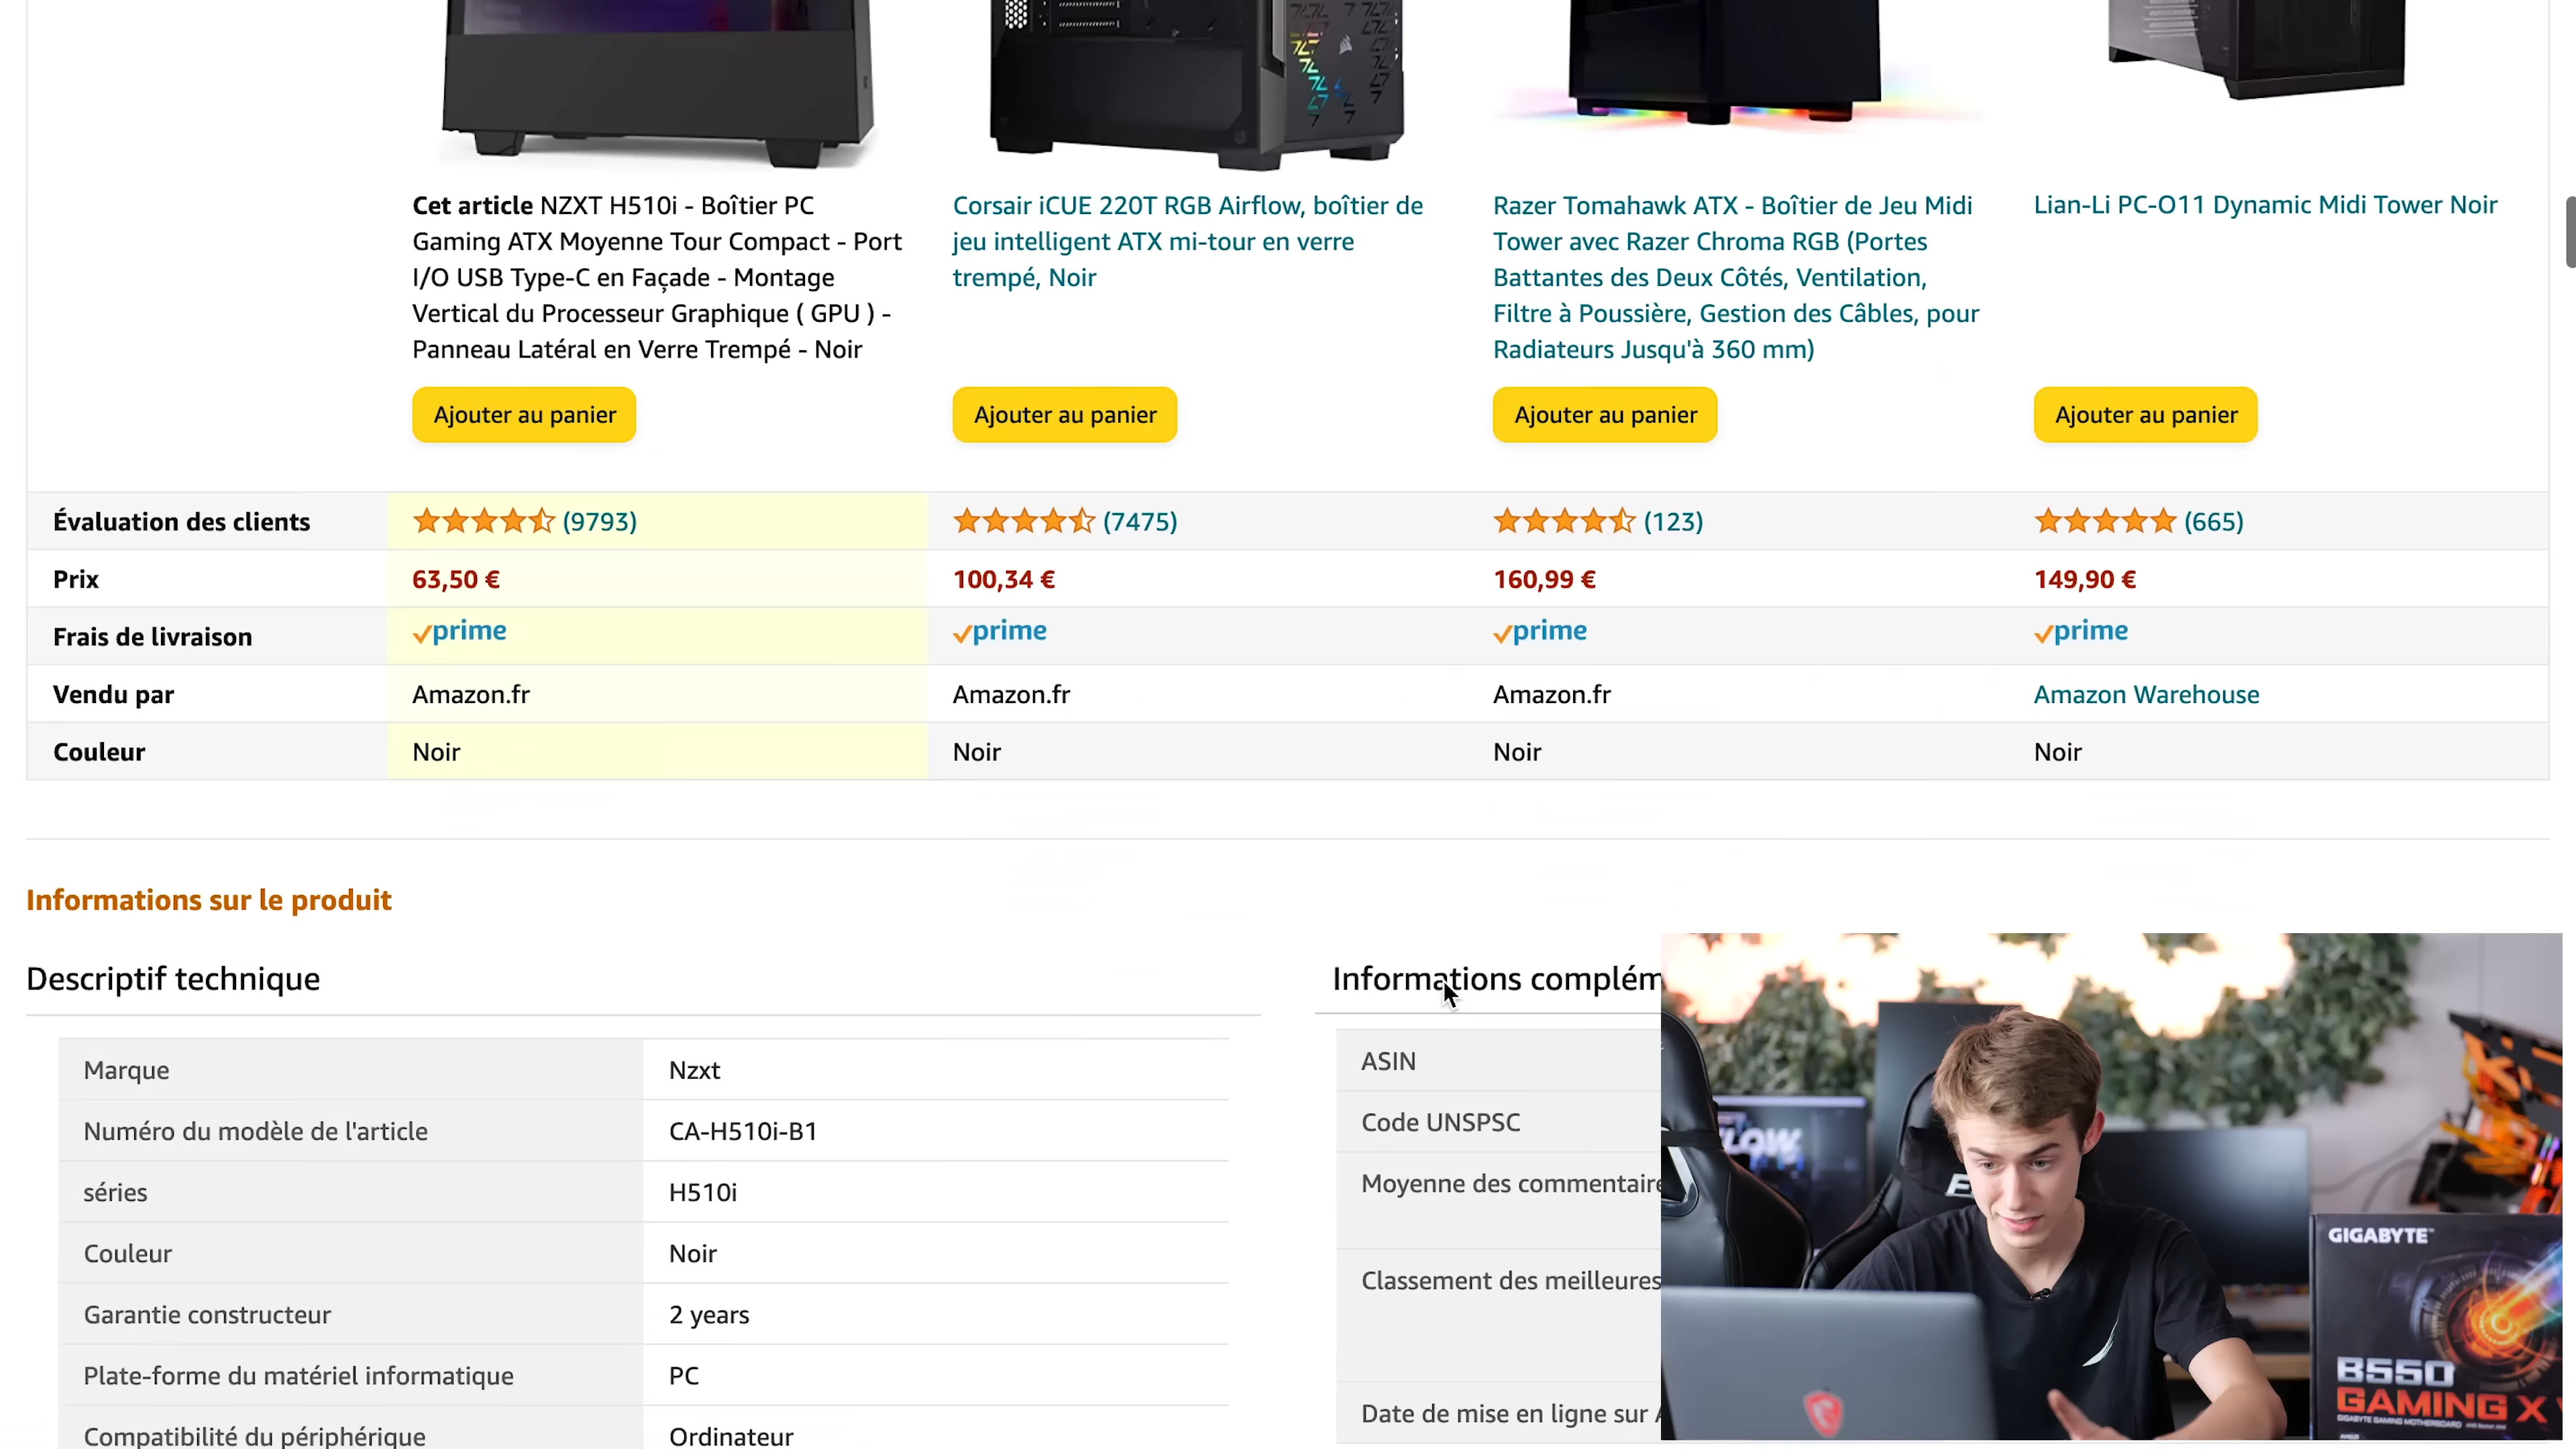 Cet article NZXT H510i - Boîtier PC
Gaming ATX Moyenne Tour Compact - Port
I/O USB Type-C en Façade - Montage
Vertical du Processeur Graphique ( GPU ) -
Panneau Latéral en Verre Trempé - Noir
Corsair iCUE 220T RGB Airflow, boîtier de
jeu intelligent ATX mi-tour en verre
trempé, Noir
Razer Tomahawk ATX - Boîtier de Jeu Midi
Tower avec Razer Chroma RGB (Portes
Battantes des Deux Côtés, Ventilation,
Filtre à Poussière, Gestion des Câbles, pour
Radiateurs Jusqu'à 360 mm)
Lian-Li PC-O11 Dynamic Midi Tower Noir
Ajouter au panier
Ajouter au panier
Ajouter au panier
Ajouter au panier
Évaluation des clients (9793) (7475) (123) (665)
Prix 63,50 € 100,34 € 160,99 € 149,90 €
Frais de livraison prime prime prime prime
Vendu par Amazon.fr Amazon.fr Amazon.fr Amazon Warehouse
Couleur Noir Noir Noir Noir
Informations sur le produit
Descriptif technique
Marque Nzxt
Numéro du modèle de l'article CA-H510i-B1
séries H510i
Couleur Noir
Garantie constructeur 2 years
Plate-forme du matériel informatique PC
Compatibilité du périphérique Ordinateur
Informations complém
ASIN
Code UNSPSC
Moyenne des commentaire
Classement des meilleures
Date de mise en ligne sur
GIGABYTE
B550
GAMING X